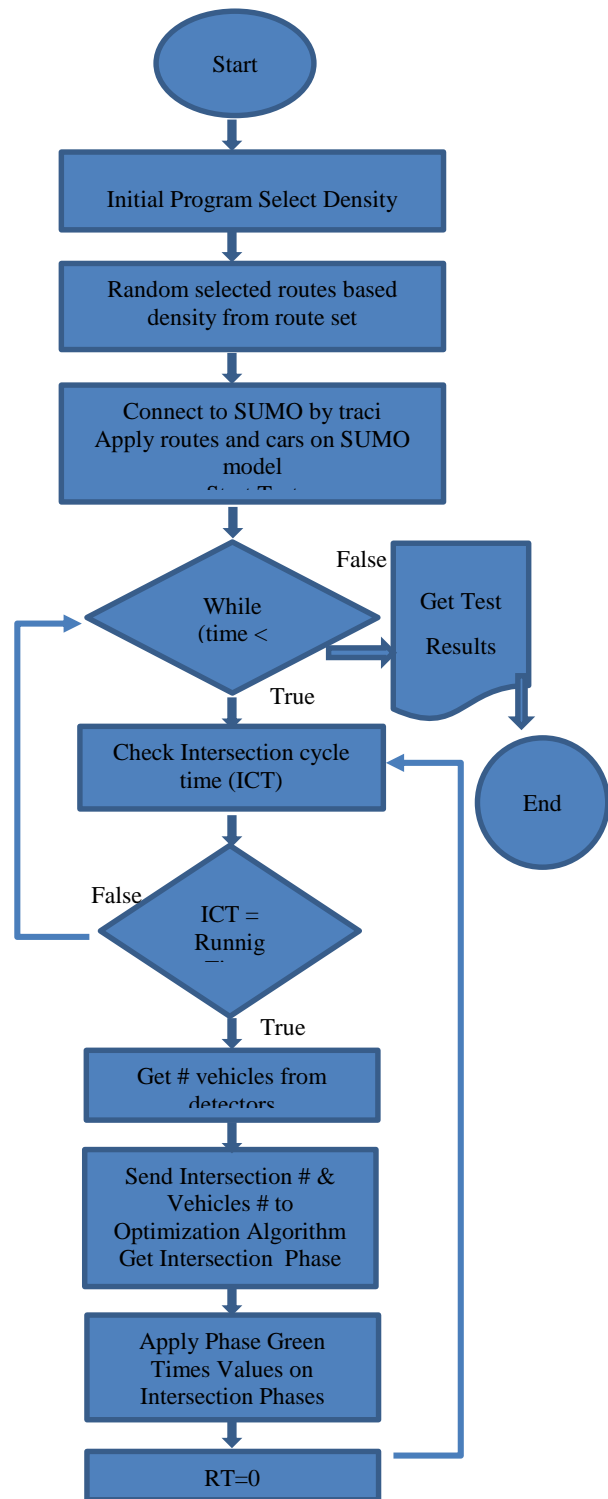 Start
Initial Program Select Density
Random selected routes based
density from route set
Connect to SUMO by traci
Apply routes and cars on SUMO
model
False
While
(time <
Get Test
Results
True
Check Intersection cycle
time (ICT)
End
False
ICT =
Runnig
True
Get # vehicles from
detectors
Send Intersection # &
Vehicles # to
Optimization Algorithm
Get Intersection Phase
Apply Phase Green
Times Values on
Intersection Phases
RT=0